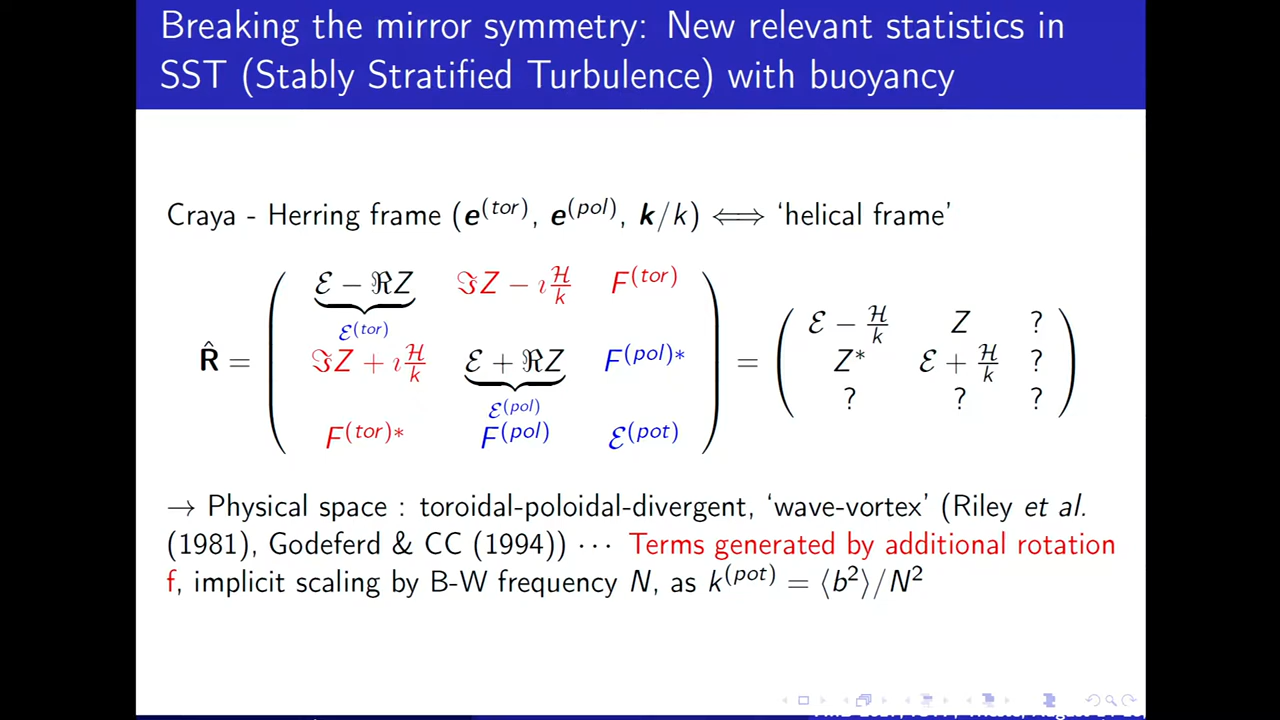 Breaking the mirror symmetry: New relevant statistics in
SST (Stably Stratified Turbulence) with buoyancy
Craya - Herring frame (e^(tor), e^(pol), k/k) ⟺ 'helical frame'
ℰ − ℜZ ℑZ − ıℋ/k F^(tor)
ℰ^(tor)
R̂ = ( ℑZ + ıℋ/k ℰ + ℜZ F^(pol)* ) = ( ℰ − ℋ/k Z ?
Z* ℰ + ℋ/k ?
? ? ? )
ℰ^(pol)
F^(tor)* F^(pol) ℰ^(pot)
→ Physical space : toroidal-poloidal-divergent, 'wave-vortex' (Riley et al.
(1981), Godeferd & CC (1994)) ··· Terms generated by additional rotation
f, implicit scaling by B-W frequency N, as k^(pot) = ⟨b²⟩/N²